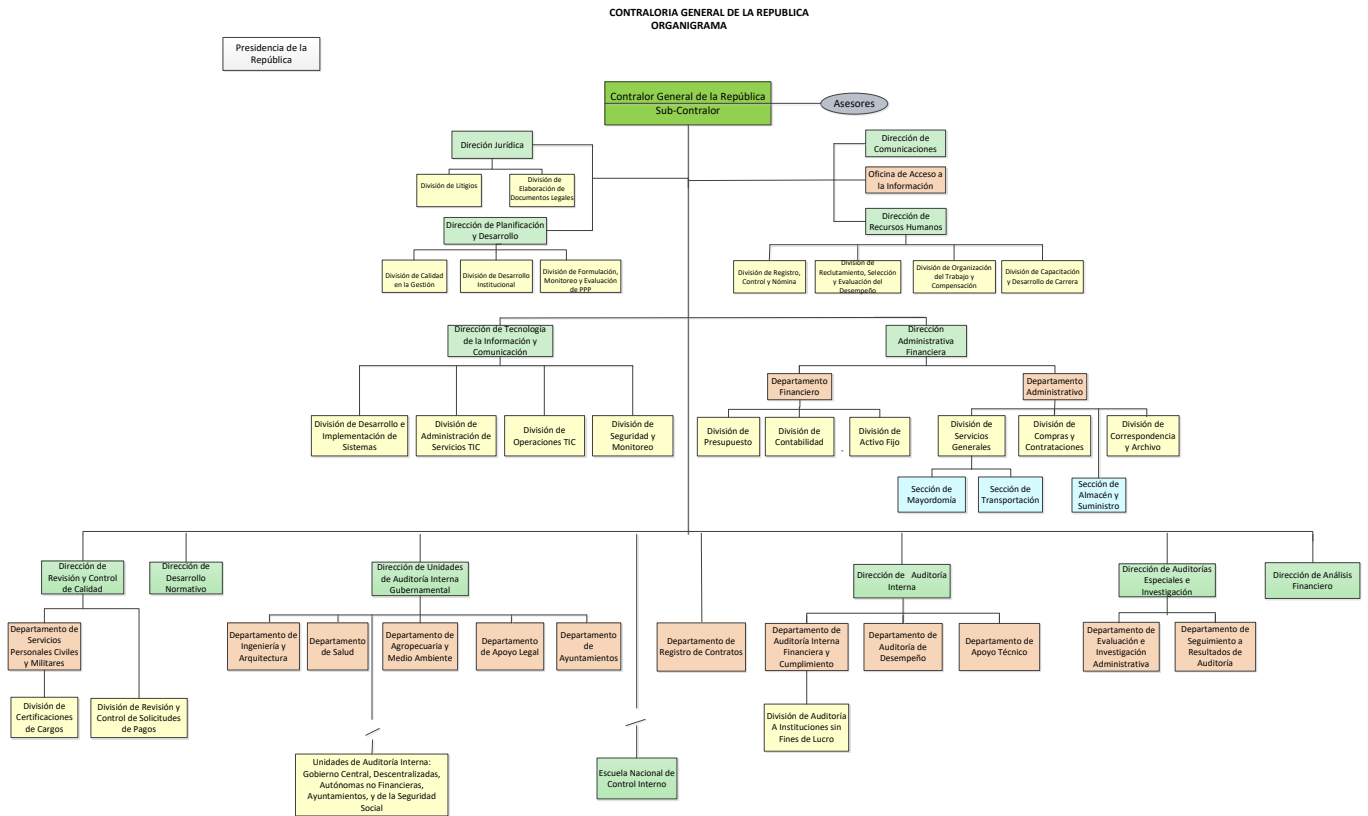 CONTRALORIA GENERAL DE LA REPUBLICA
ORGANIGRAMA
Presidencia de la
República
Contralor General de la República
Sub-Contralor
Asesores
Direción Jurídica
División de Litigios
División de
Elaboración de
Documentos Legales
Dirección de Planificación
y Desarrollo
División de Calidad
en la Gestión
División de Desarrollo
Institucional
División de Formulación,
Monitoreo y Evaluación
de PPP
Dirección de
Comunicaciones
Oficina de Acceso a
la Información
Dirección de
Recursos Humanos
División de Registro,
Control y Nómina
División de
Reclutamiento, Selección
y Evaluación del
Desempeño
División de Organización
del Trabajo y
Compensación
División de Capacitación
y Desarrollo de Carrera
Dirección de Tecnología
de la Información y
Comunicación
División de Desarrollo e
Implementación de
Sistemas
División de
Administración de
Servicios TIC
División de
Operaciones TIC
División de
Seguridad y
Monitoreo
Dirección
Administrativa
Financiera
Departamento
Financiero
Departamento
Administrativo
División de
Presupuesto
División de
Contabilidad
.
División de
Activo Fijo
División de
Servicios
Generales
División de
Compras y
Contrataciones
División de
Correspondencia
y Archivo
Sección de
Mayordomía
Sección de
Transportación
Sección de
Almacén y
Suministro
Dirección de
Revisión y Control
de Calidad
Dirección de
Desarrollo
Normativo
Dirección de Unidades
de Auditoría Interna
Gubernamental
Dirección de Auditoría
Interna
Dirección de Auditorías
Especiales e
Investigación
Dirección de Análisis
Financiero
Departamento de
Servicios
Personales Civiles
y Militares
División de
Certificaciones
de Cargos
División de Revisión y
Control de Solicitudes
de Pagos
Departamento de
Ingeniería y
Arquitectura
Departamento
de Salud
Departamento de
Agropecuaria y
Medio Ambiente
Departamento
de Apoyo Legal
Departamento
de
Ayuntamientos
Departamento de
Registro de Contratos
Departamento de
Auditoría Interna
Financiera y
Cumplimiento
Departamento de
Auditoría de
Desempeño
Departamento de
Apoyo Técnico
Departamento de
Evaluación e
Investigación
Administrativa
Departamento de
Seguimiento a
Resultados de
Auditoría
División de Auditoría
A Instituciones sin
Fines de Lucro
Unidades de Auditoría Interna:
Gobierno Central, Descentralizadas,
Autónomas no Financieras,
Ayuntamientos, y de la Seguridad
Social
Escuela Nacional de
Control Interno